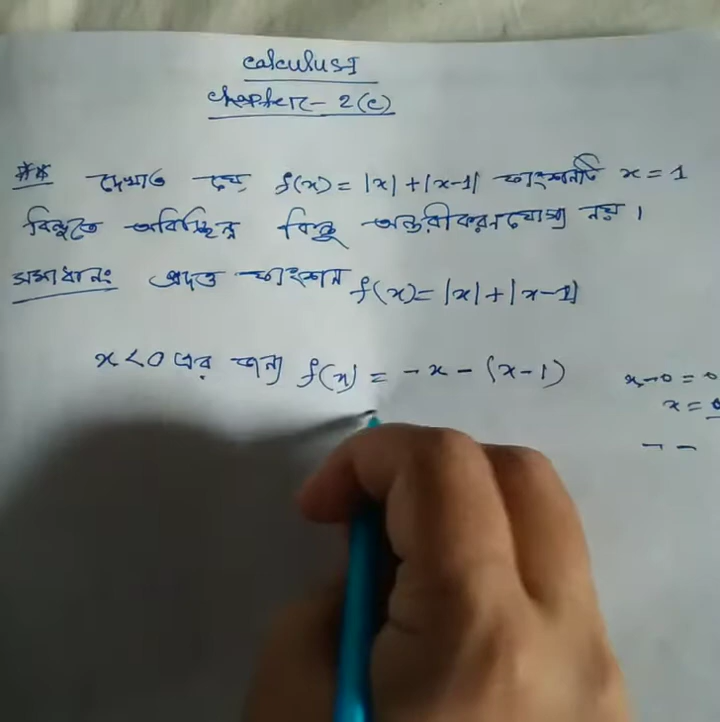 calculus-I
chapter - 2(c)
** দেখাও যে, f(x) = |x| + |x-1| ফাংশনটি x = 1
বিন্দুতে অবিচ্ছিন্ন কিন্তু অন্তরীকরণযোগ্য নয়।
সমাধানঃ প্রদত্ত ফাংশন f(x) = |x| + |x-1|
x < 0 এর জন্য f(x) = -x - (x-1)
x - 0 = 0
x = 0
- -